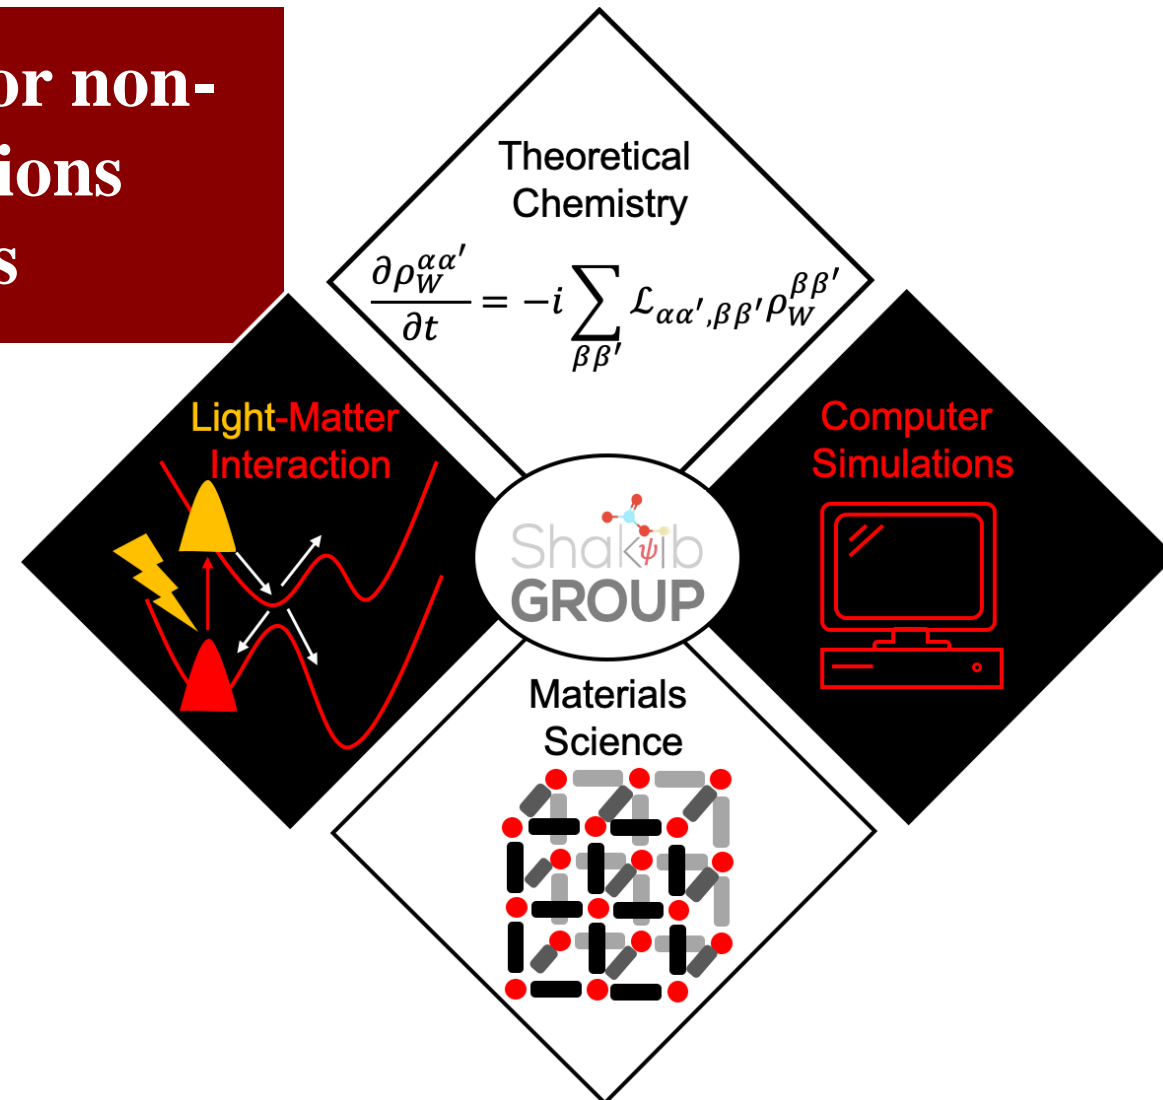 or non-
ions
s
Theoretical
Chemistry
∂ρ_W^{αα′}/∂t = −i ∑_{ββ′} ℒ_{αα′,ββ′} ρ_W^{ββ′}
Light-Matter
Interaction
Computer
Simulations
Shakib
ψ
GROUP
Materials
Science